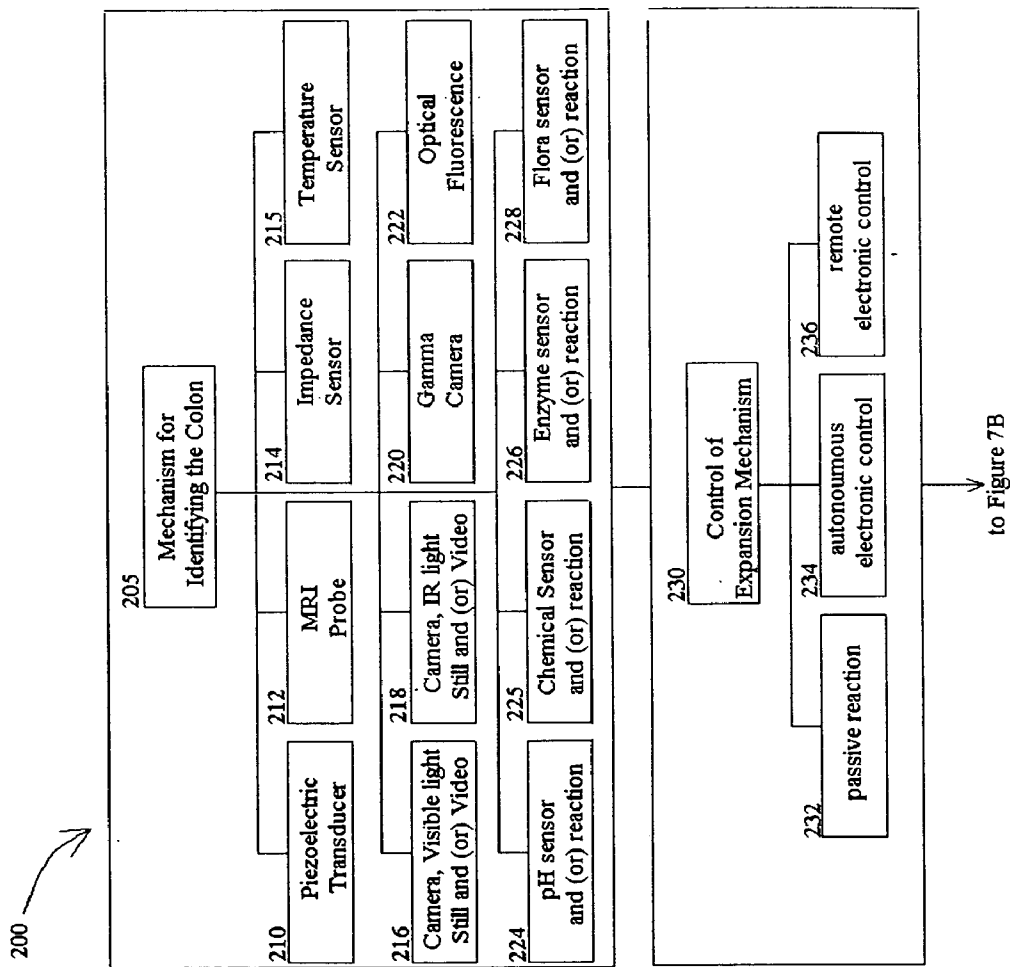 200
205
Mechanism for
Identifying the Colon
210
Piezoelectric
Transducer
212
MRI
Probe
214
Impedance
Sensor
215
Temperature
Sensor
216
Camera, Visible light
Still and (or) Video
218
Camera, IR light
Still and (or) Video
220
Gamma
Camera
222
Optical
Fluorescence
224
pH sensor
and (or) reaction
225
Chemical Sensor
and (or) reaction
226
Enzyme sensor
and (or) reaction
228
Flora sensor
and (or) reaction
230
Control of
Expansion Mechanism
232
passive reaction
234
autonoumous
electronic control
236
remote
electronic control
to Figure 7B